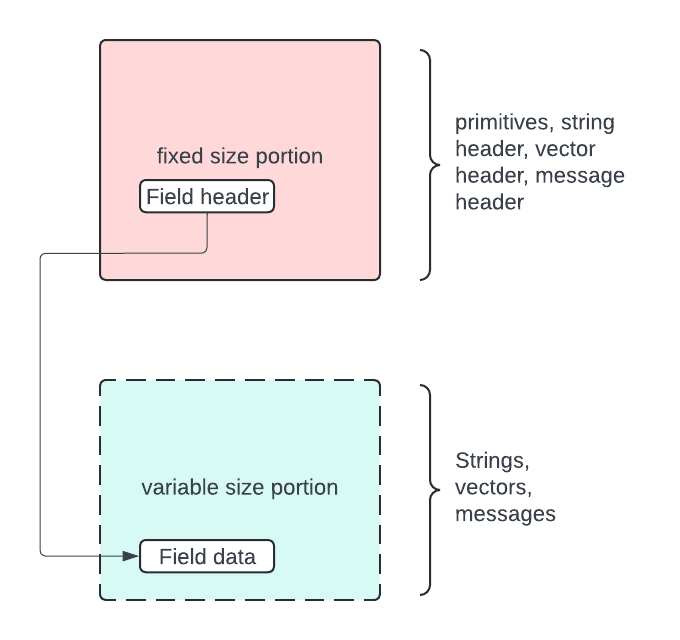 fixed size portion
Field header
primitives, string
header, vector
header, message
header
variable size portion
Field data
Strings,
vectors,
messages